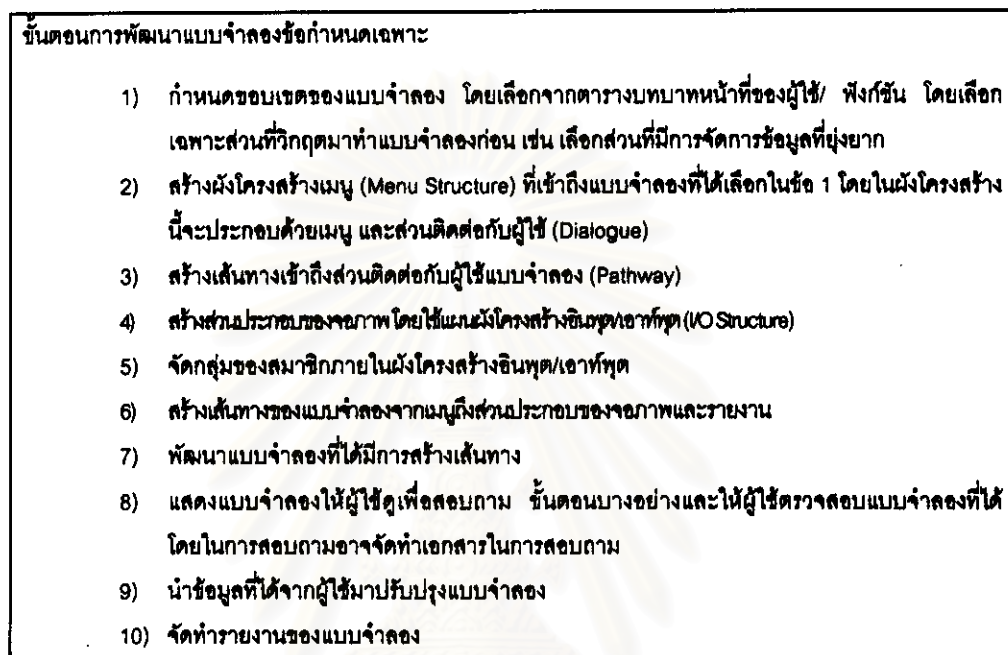 ขั้นตอนการพัฒนาแบบจำลองข้อกำหนดเฉพาะ
1) กำหนดขอบเขตของแบบจำลอง โดยเลือกจากตารางบทบาทหน้าที่ของผู้ใช้/ ฟังก์ชัน โดยเลือก
เฉพาะส่วนที่วิกฤตมาทำแบบจำลองก่อน เช่น เลือกส่วนที่มีการจัดการข้อมูลที่ยุ่งยาก
2) สร้างผังโครงสร้างเมนู (Menu Structure) ที่เข้าถึงแบบจำลองที่ได้เลือกในข้อ 1 โดยในผังโครงสร้าง
นี้จะประกอบด้วยเมนู และส่วนติดต่อกับผู้ใช้ (Dialogue)
3) สร้างเส้นทางเข้าถึงส่วนติดต่อกับผู้ใช้แบบจำลอง (Pathway)
4) สร้างส่วนประกอบของจอภาพ โดยใช้แผนผังโครงสร้างอินพุต/เอาท์พุต (I/O Structure)
5) จัดกลุ่มของสมาชิกภายในผังโครงสร้างอินพุต/เอาท์พุต
6) สร้างเส้นทางของแบบจำลองจากเมนูถึงส่วนประกอบของจอภาพและรายงาน
7) พัฒนาแบบจำลองที่ได้มีการสร้างเส้นทาง
8) แสดงแบบจำลองให้ผู้ใช้ดูเพื่อสอบถาม ขั้นตอนบางอย่างและให้ผู้ใช้ตรวจสอบแบบจำลองที่ได้
โดยในการสอบถามอาจจัดทำเอกสารในการสอบถาม
9) นำข้อมูลที่ได้จากผู้ใช้มาปรับปรุงแบบจำลอง
10) จัดทำรายงานของแบบจำลอง